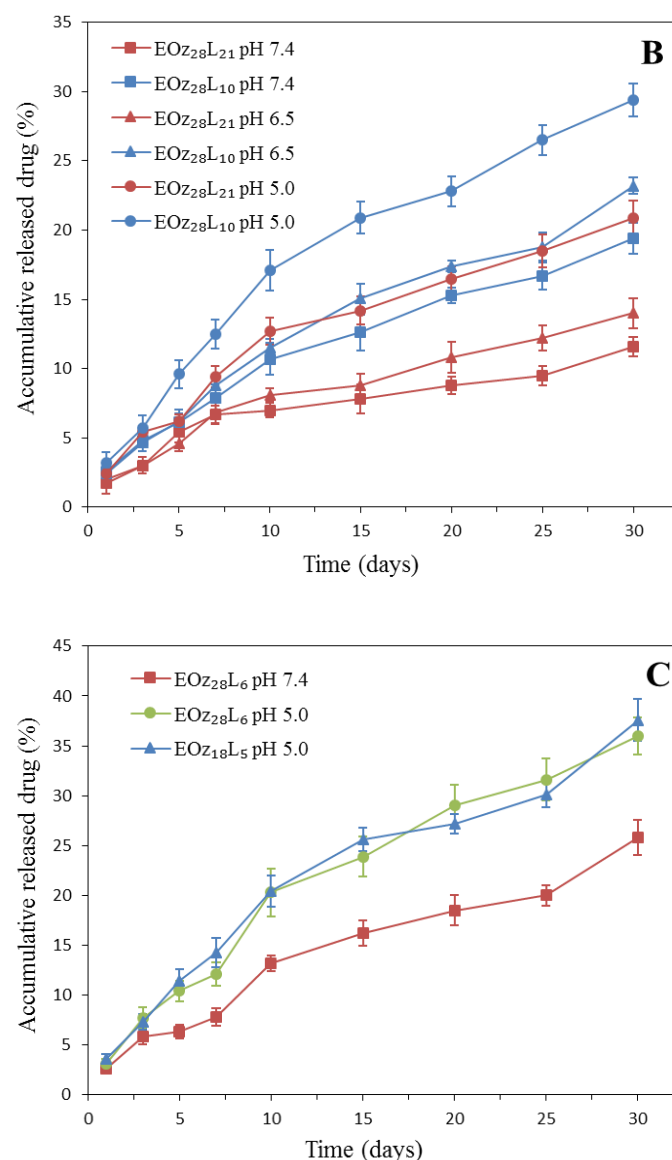 B
35
30
25
20
15
10
5
0
Accumulative released drug (%)
EOz₂₈L₂₁ pH 7.4
EOz₂₈L₁₀ pH 7.4
EOz₂₈L₂₁ pH 6.5
EOz₂₈L₁₀ pH 6.5
EOz₂₈L₂₁ pH 5.0
EOz₂₈L₁₀ pH 5.0
0 5 10 15 20 25 30
Time (days)
C
45
40
35
30
25
20
15
10
5
0
Accumulative released drug (%)
EOz₂₈L₆ pH 7.4
EOz₂₈L₆ pH 5.0
EOz₁₈L₅ pH 5.0
0 5 10 15 20 25 30
Time (days)